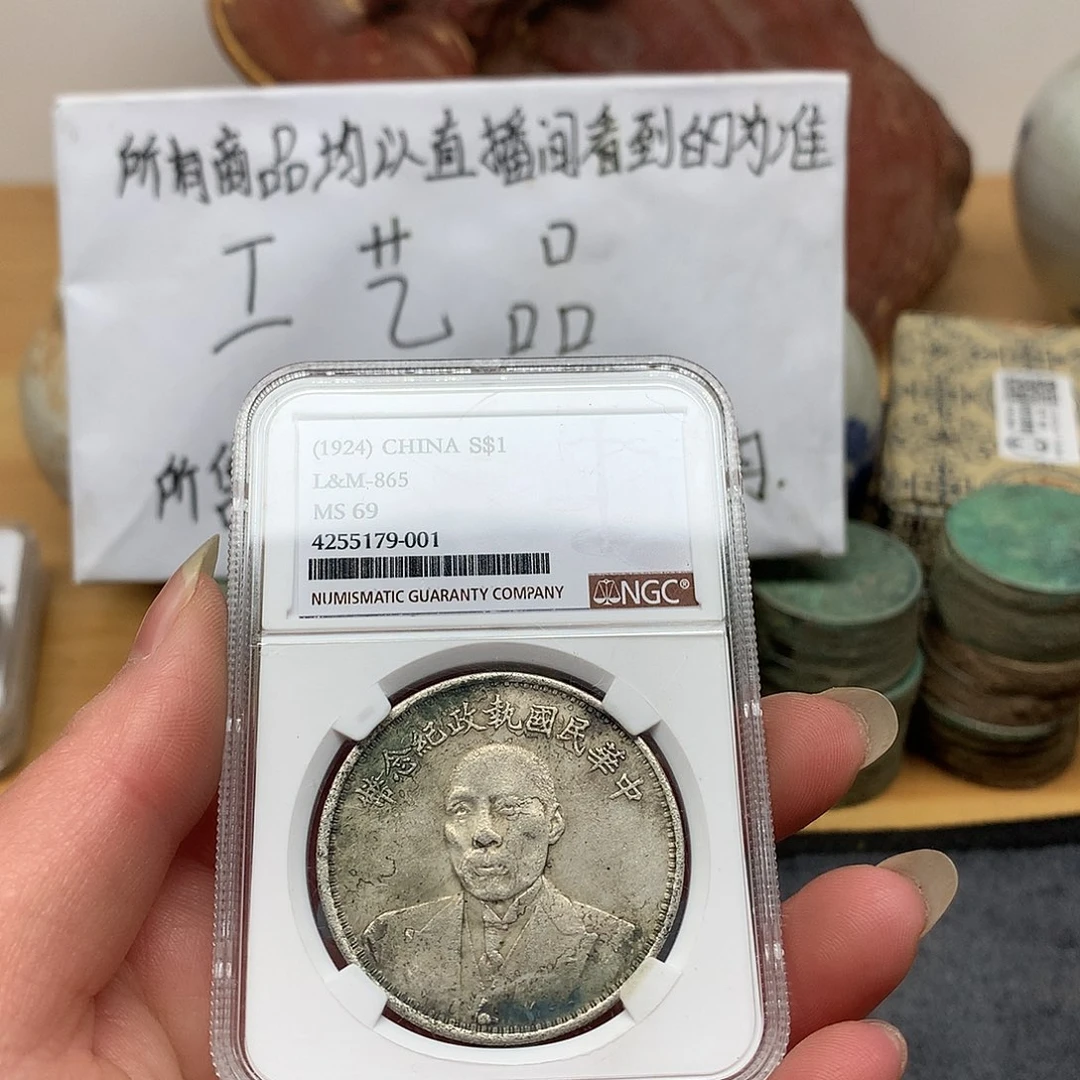 所有商品均以直播间看到的为准
工艺品
所售
(1924) CHINA S$1
L&M-865
MS 69
4255179-001
NUMISMATIC GUARANTY COMPANY
NGC®
中華民國執政紀念幣